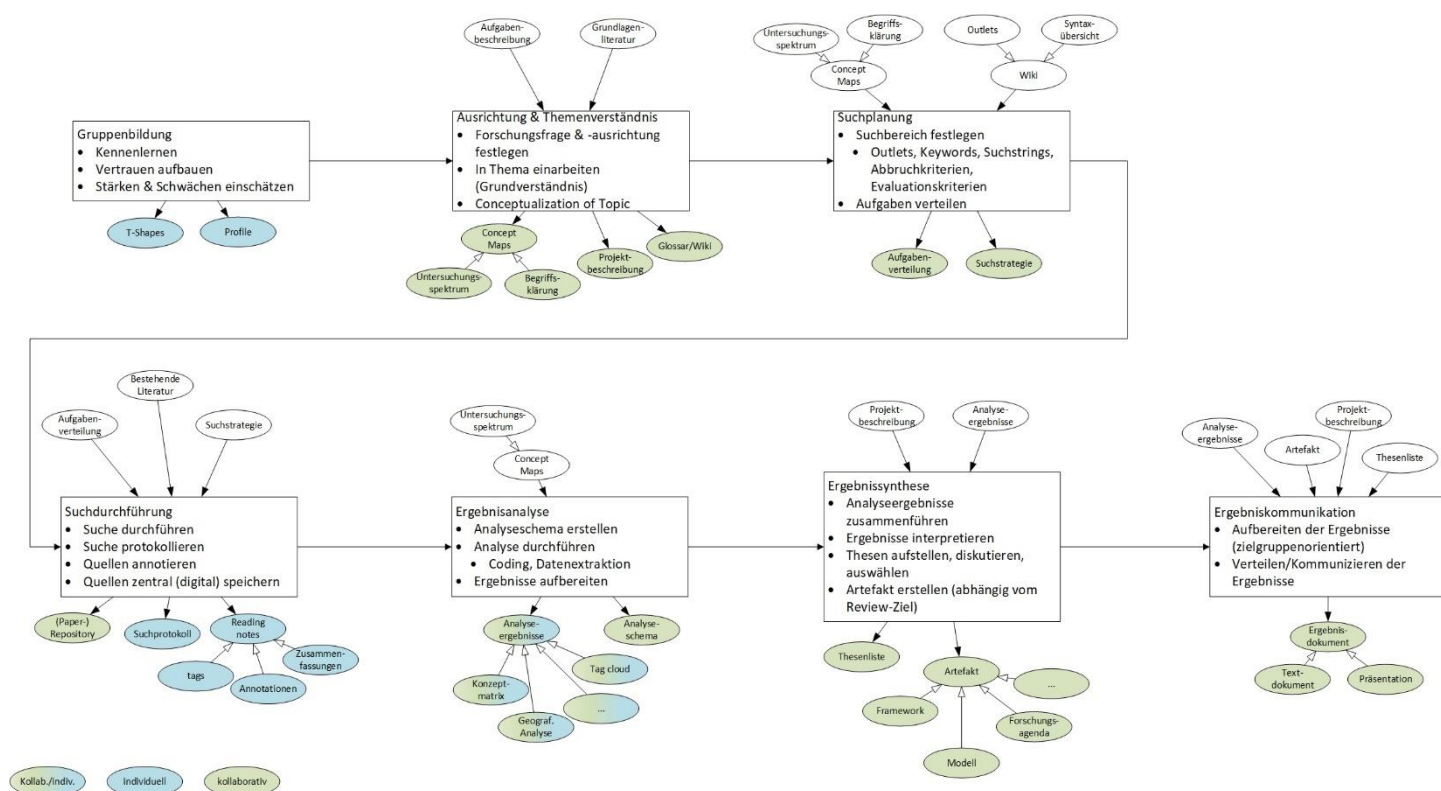 Aufgaben-
beschreibung
Grundlagen-
literatur
Untersuchungs-
spektrum
Begriffs-
klärung
Concept
Maps
Outlets
Syntax-
übersicht
Wiki
Gruppenbildung
• Kennenlernen
• Vertrauen aufbauen
• Stärken & Schwächen einschätzen
T-Shapes
Profile
Ausrichtung & Themenverständnis
• Forschungsfrage & -ausrichtung
festlegen
• In Thema einarbeiten
(Grundverständnis)
• Conceptualization of Topic
Concept
Maps
Untersuchungs-
spektrum
Begriffs-
klärung
Projekt-
beschreibung
Glossar/Wiki
Suchplanung
• Suchbereich festlegen
• Outlets, Keywords, Suchstrings,
Abbruchkriterien,
Evaluationskriterien
• Aufgaben verteilen
Aufgaben-
verteilung
Suchstrategie
Aufgaben-
verteilung
Bestehende
Literatur
Suchstrategie
Suchdurchführung
• Suche durchführen
• Suche protokollieren
• Quellen annotieren
• Quellen zentral (digital) speichern
(Paper-)
Repository
Suchprotokoll
Reading
notes
tags
Annotationen
Zusammen-
fassungen
Untersuchungs-
spektrum
Concept
Maps
Ergebnisanalyse
• Analyseschema erstellen
• Analyse durchführen
• Coding, Datenextraktion
• Ergebnisse aufbereiten
Analyse-
ergebnisse
Analyse-
schema
Konzept-
matrix
Geograf.
Analyse
Tag cloud
...
Projekt-
beschreibung
Analyse-
ergebnisse
Ergebnissynthese
• Analyseergebnisse
zusammenführen
• Ergebnisse interpretieren
• Thesen aufstellen, diskutieren,
auswählen
• Artefakt erstellen (abhängig vom
Review-Ziel)
Thesenliste
Artefakt
Framework
Modell
Forschungs-
agenda
...
Analyse-
ergebnisse
Artefakt
Projekt-
beschreibung
Thesenliste
Ergebniskommunikation
• Aufbereiten der Ergebnisse
(zielgruppenorientiert)
• Verteilen/Kommunizieren der
Ergebnisse
Ergebnis-
dokument
Text-
dokument
Präsentation
Kollab./indiv.
Individuell
kollaborativ